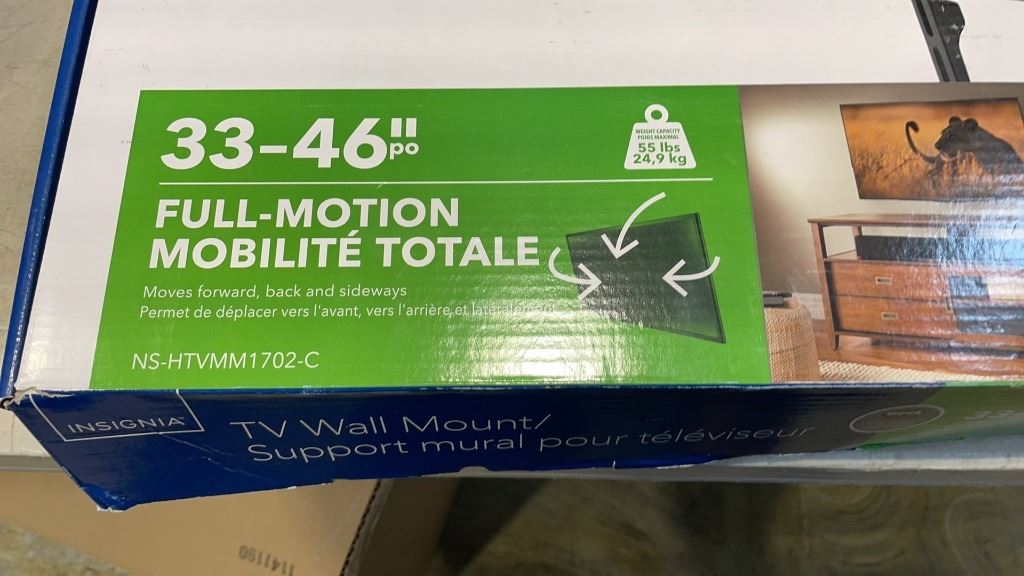 33–46"
po
WEIGHT CAPACITY
POIDS MAXIMAL
55 lbs
24,9 kg
FULL-MOTION
MOBILITÉ TOTALE
Moves forward, back and sideways
Permet de déplacer vers l'avant, vers l'arrière et
NS-HTVMM1702-C
INSIGNIA
TV Wall Mount/
Support mural pour téléviseur
1141190